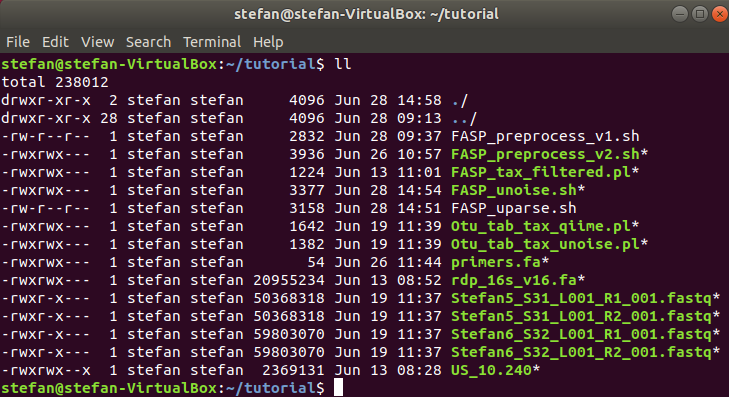 stefan@stefan-VirtualBox: ~/tutorial
File Edit View Search Terminal Help
stefan@stefan-VirtualBox:~/tutorial$ ll
total 238012
drwxr-xr-x  2 stefan stefan     4096 Jun 28 14:58 ./
drwxr-xr-x 28 stefan stefan     4096 Jun 28 09:13 ../
-rw-r--r--  1 stefan stefan     2832 Jun 28 09:37 FASP_preprocess_v1.sh
-rwxrwx---  1 stefan stefan     3936 Jun 26 10:57 FASP_preprocess_v2.sh*
-rwxrwx---  1 stefan stefan     1224 Jun 13 11:01 FASP_tax_filtered.pl*
-rwxrwx---  1 stefan stefan     3377 Jun 28 14:54 FASP_unoise.sh*
-rw-r--r--  1 stefan stefan     3158 Jun 28 14:51 FASP_uparse.sh
-rwxrwx---  1 stefan stefan     1642 Jun 19 11:39 Otu_tab_tax_qiime.pl*
-rwxrwx---  1 stefan stefan     1382 Jun 19 11:39 Otu_tab_tax_unoise.pl*
-rwxrwx---  1 stefan stefan       54 Jun 26 11:44 primers.fa*
-rwxrwx---  1 stefan stefan 20955234 Jun 13 08:52 rdp_16s_v16.fa*
-rwxr-x---  1 stefan stefan 50368318 Jun 19 11:37 Stefan5_S31_L001_R1_001.fastq*
-rwxr-x---  1 stefan stefan 50368318 Jun 19 11:37 Stefan5_S31_L001_R2_001.fastq*
-rwxr-x---  1 stefan stefan 59803070 Jun 19 11:37 Stefan6_S32_L001_R1_001.fastq*
-rwxr-x---  1 stefan stefan 59803070 Jun 19 11:37 Stefan6_S32_L001_R2_001.fastq*
-rwxrwx--x  1 stefan stefan  2369131 Jun 13 08:28 US_10.240*
stefan@stefan-VirtualBox:~/tutorial$